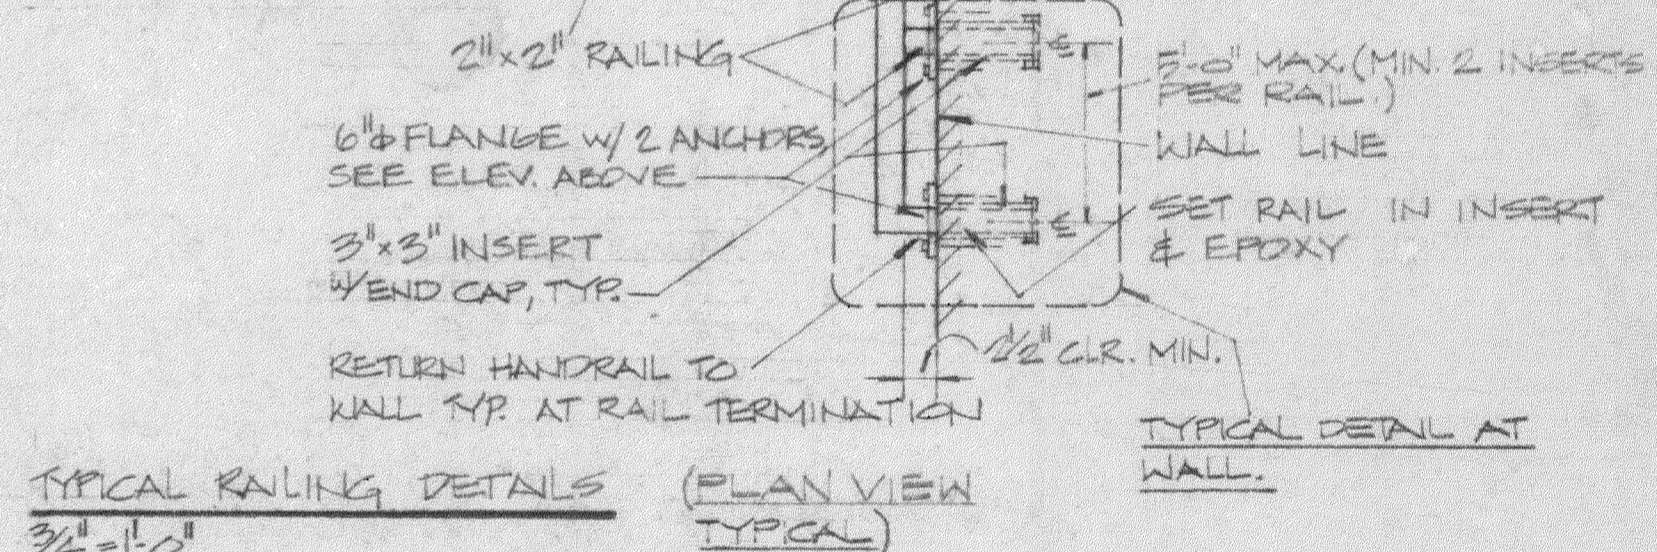 2"x2" RAILING
6"ϕ FLANGE W/ 2 ANCHORS,
SEE ELEV. ABOVE
3"x3" INSERT
W/END CAP, TYP.
RETURN HANDRAIL TO
WALL TYP. AT RAIL TERMINATION
TYPICAL RAILING DETAILS
3/4"=1'-0"
(PLAN VIEW
TYPICAL)
℄
℄
5'-0" MAX. (MIN. 2 INSERTS
PER RAIL.)
WALL LINE
SET RAIL IN INSERT
& EPOXY
1/2" CLR. MIN.
TYPICAL DETAIL AT
WALL.